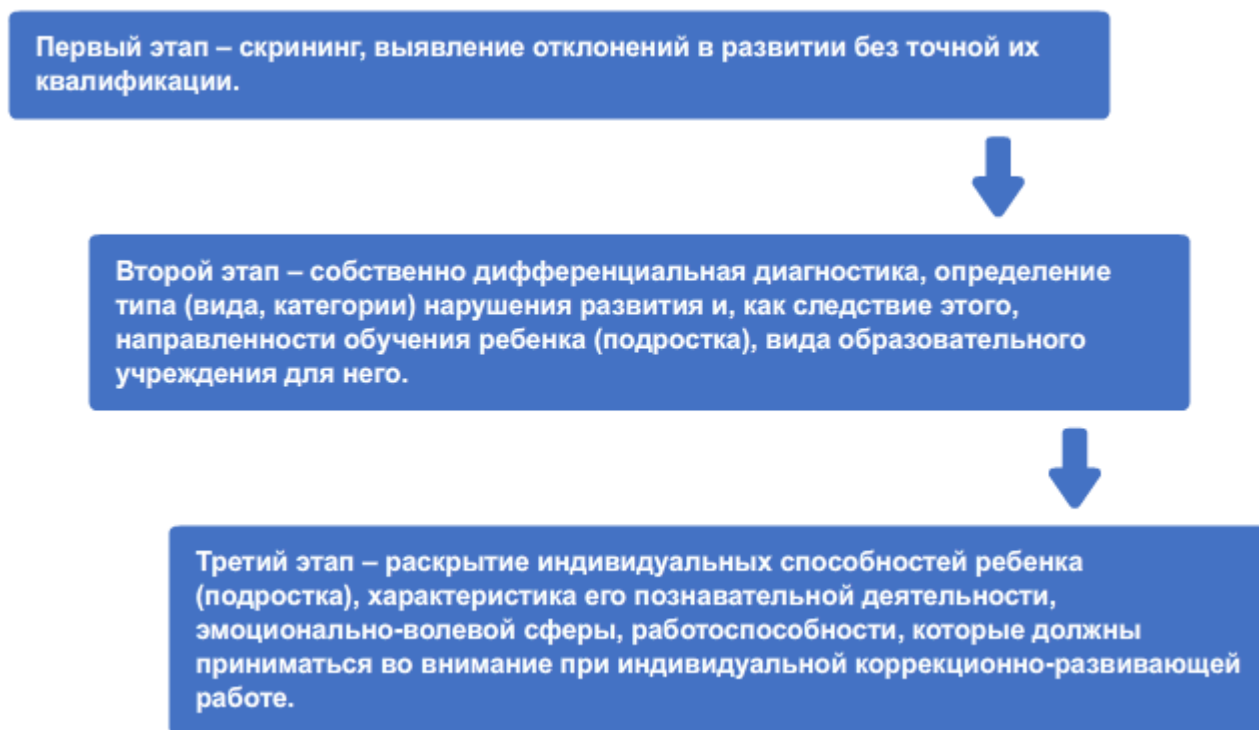 Первый этап – скрининг, выявление отклонений в развитии без точной их
квалификации.
Второй этап – собственно дифференциальная диагностика, определение
типа (вида, категории) нарушения развития и, как следствие этого,
направленности обучения ребенка (подростка), вида образовательного
учреждения для него.
Третий этап – раскрытие индивидуальных способностей ребенка
(подростка), характеристика его познавательной деятельности,
эмоционально-волевой сферы, работоспособности, которые должны
приниматься во внимание при индивидуальной коррекционно-развивающей
работе.